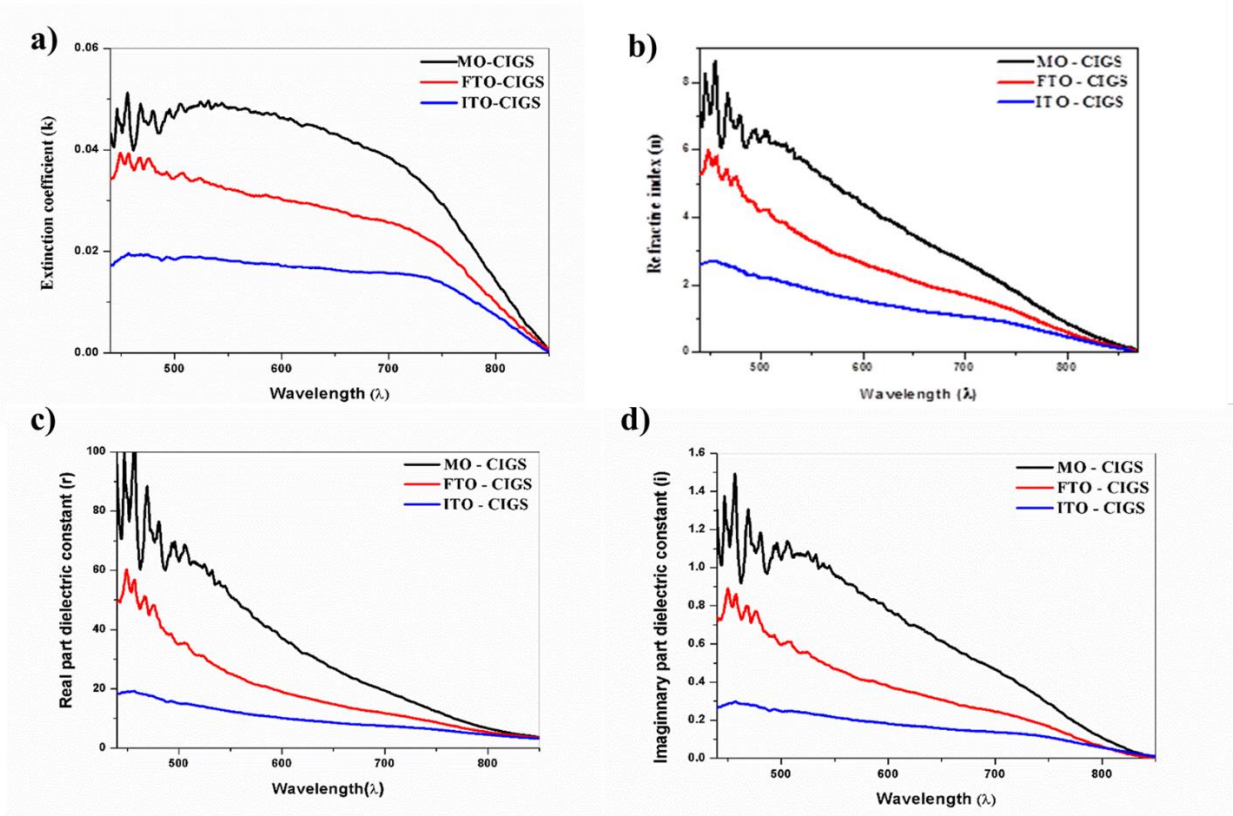 a)
0.06
0.04
0.02
0.00
Extinction coefficient (k)
MO-CIGS
FTO-CIGS
ITO-CIGS
500
600
700
800
Wavelength (λ)
b)
8
6
4
2
0
Refractive index (n)
MO - CIGS
FTO - CIGS
ITO - CIGS
500
600
700
800
Wavelength (λ)
c)
100
80
60
40
20
0
Real part dielectric constant (r)
MO - CIGS
FTO - CIGS
ITO - CIGS
500
600
700
800
Wavelength(λ)
d)
1.6
1.4
1.2
1.0
0.8
0.6
0.4
0.2
0.0
Imaginnary part dielectric constant (i)
MO - CIGS
FTO - CIGS
ITO - CIGS
500
600
700
800
Wavelength (λ)